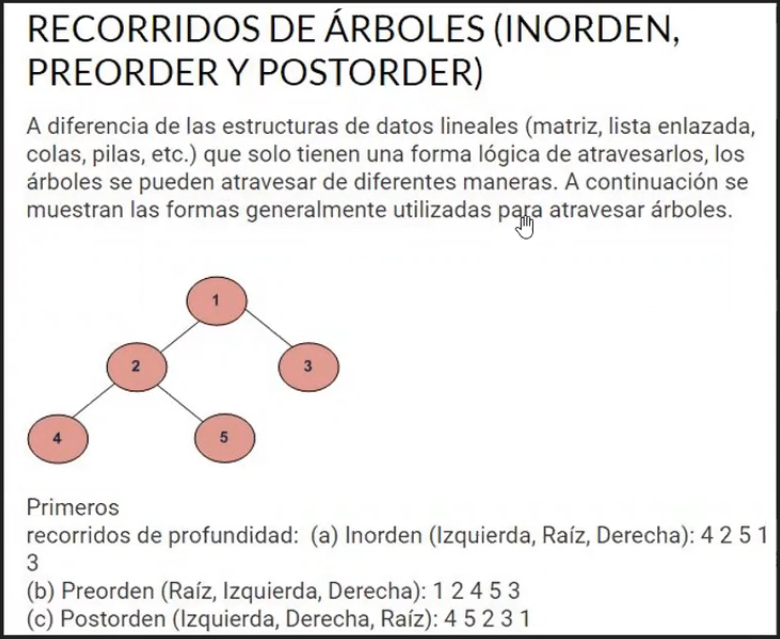 RECORRIDOS DE ÁRBOLES (INORDEN,
PREORDER Y POSTORDER)
A diferencia de las estructuras de datos lineales (matriz, lista enlazada,
colas, pilas, etc.) que solo tienen una forma lógica de atravesarlos, los
árboles se pueden atravesar de diferentes maneras. A continuación se
muestran las formas generalmente utilizadas para atravesar árboles.
1
2
3
4
5
Primeros
recorridos de profundidad: (a) Inorden (Izquierda, Raíz, Derecha): 4 2 5 1
3
(b) Preorden (Raíz, Izquierda, Derecha): 1 2 4 5 3
(c) Postorden (Izquierda, Derecha, Raíz): 4 5 2 3 1